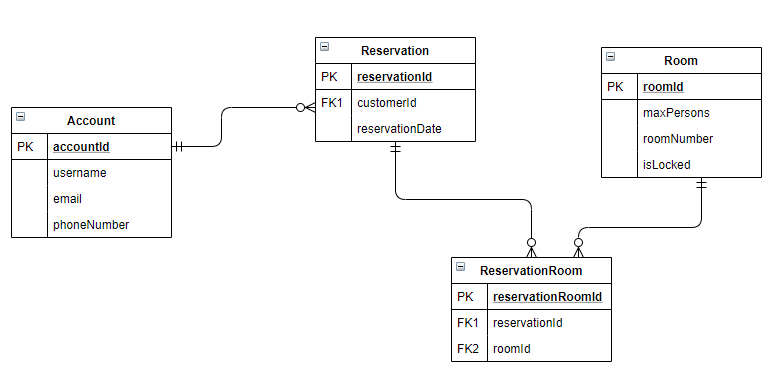 Reservation
PK reservationId
FK1 customerId
reservationDate
Room
PK roomId
maxPersons
roomNumber
isLocked
Account
PK accountId
username
email
phoneNumber
ReservationRoom
PK reservationRoomId
FK1 reservationId
FK2 roomId